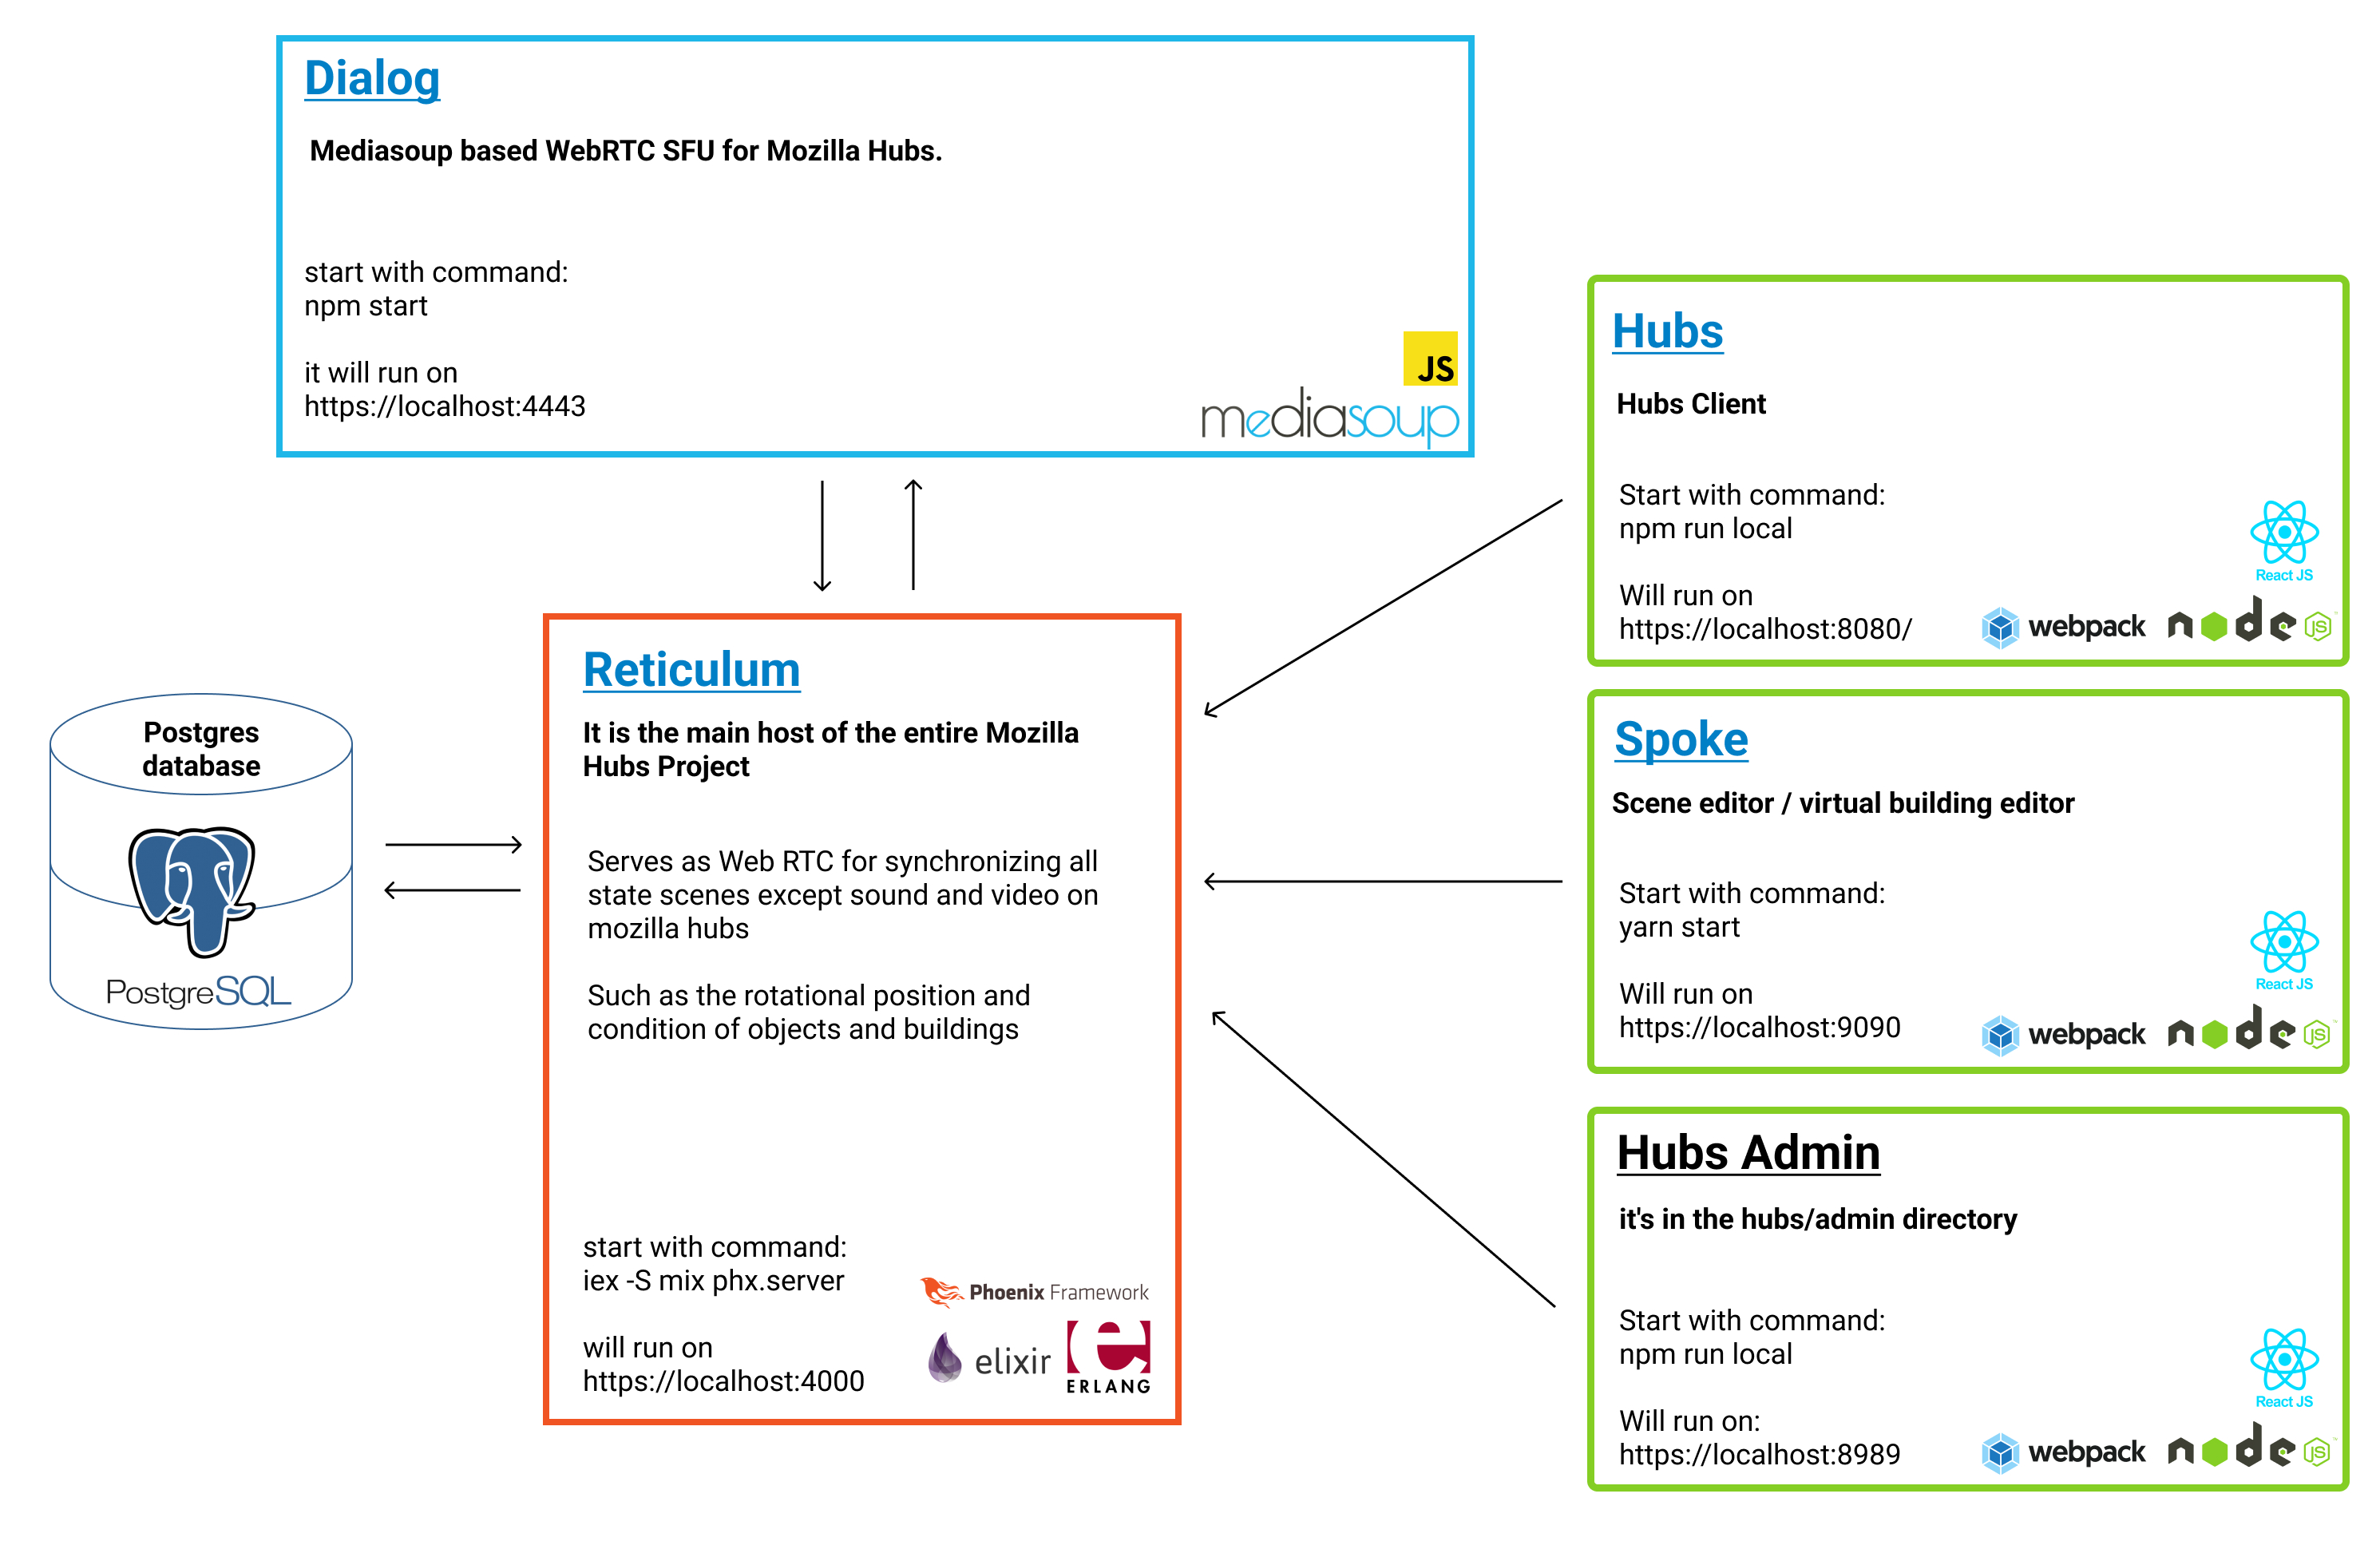 Dialog
Mediasoup based WebRTC SFU for Mozilla Hubs.
start with command:
npm start
it will run on
https://localhost:4443
JS
mediasoup
Hubs
Hubs Client
Start with command:
npm run local
Will run on
https://localhost:8080/
React JS
webpack
node
JS
Postgres
database
PostgreSQL
Reticulum
It is the main host of the entire Mozilla
Hubs Project
Serves as Web RTC for synchronizing all
state scenes except sound and video on
mozilla hubs
Such as the rotational position and
condition of objects and buildings
start with command:
iex -S mix phx.server
will run on
https://localhost:4000
Phoenix Framework
elixir
e
ERLANG
Spoke
Scene editor / virtual building editor
Start with command:
yarn start
Will run on
https://localhost:9090
React JS
webpack
node
JS
Hubs Admin
it's in the hubs/admin directory
Start with command:
npm run local
Will run on:
https://localhost:8989
React JS
webpack
node
JS